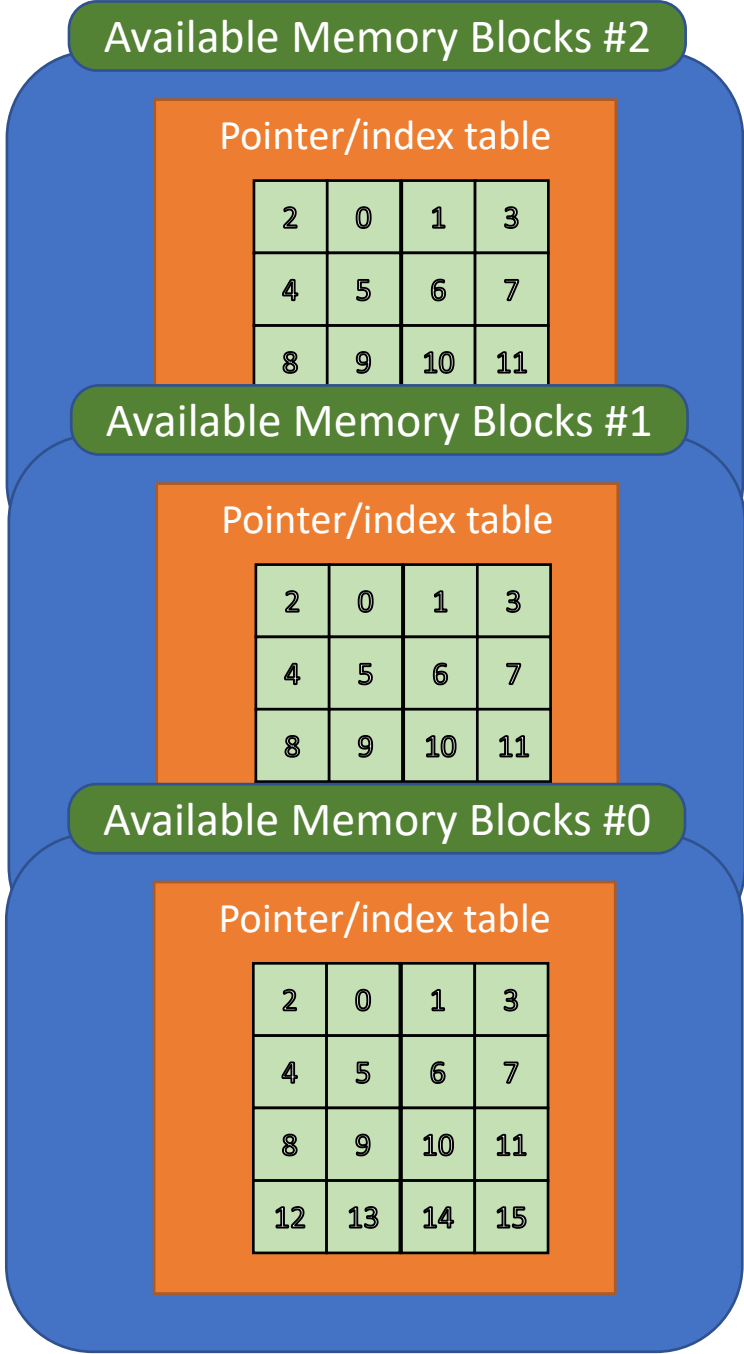 Available Memory Blocks #2
Pointer/index table
2 0 1 3
4 5 6 7
8 9 10 11
Available Memory Blocks #1
Pointer/index table
2 0 1 3
4 5 6 7
8 9 10 11
Available Memory Blocks #0
Pointer/index table
2 0 1 3
4 5 6 7
8 9 10 11
12 13 14 15